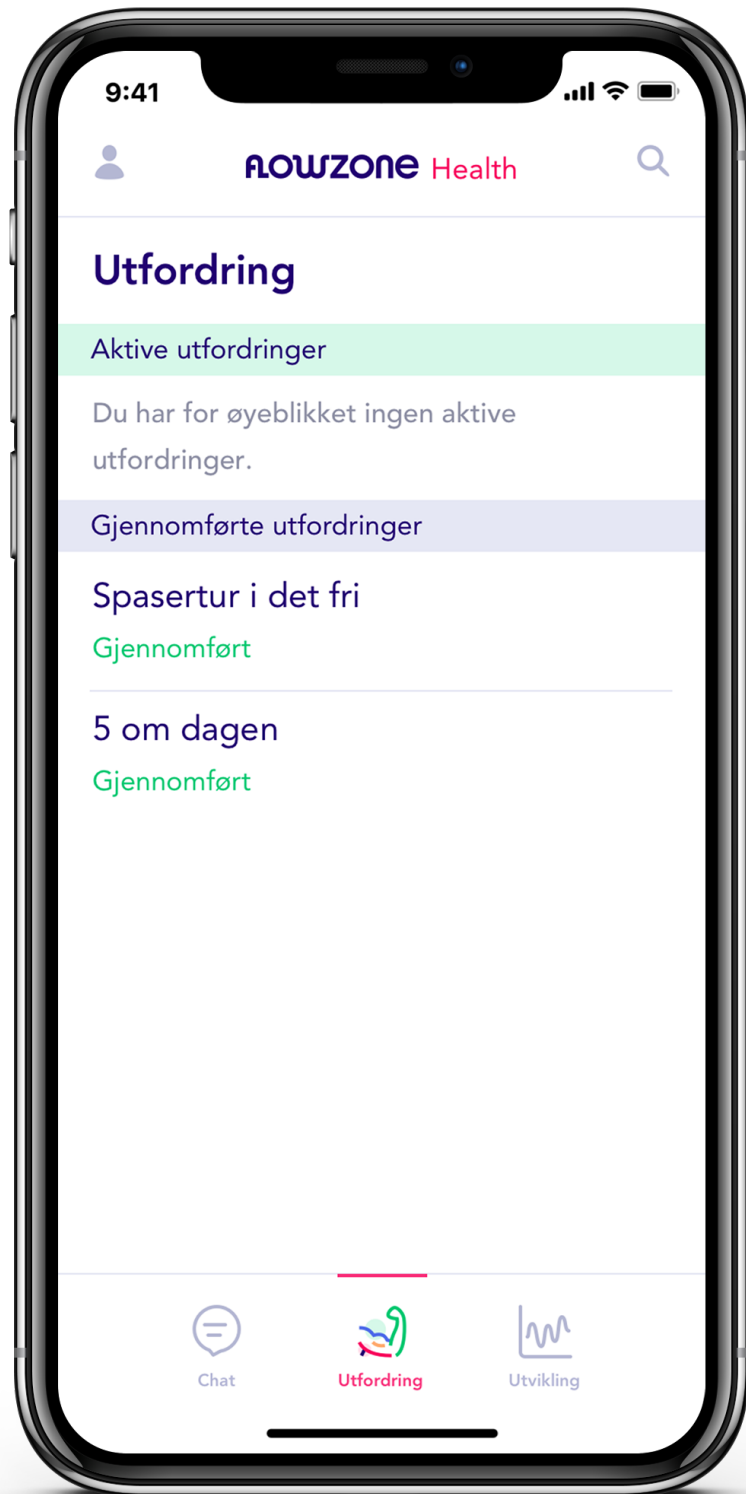 9:41
flowzone Health
Utfordring
Aktive utfordringer
Du har for øyeblikket ingen aktive
utfordringer.
Gjennomførte utfordringer
Spasertur i det fri
Gjennomført
5 om dagen
Gjennomført
Chat Utfordring Utvikling